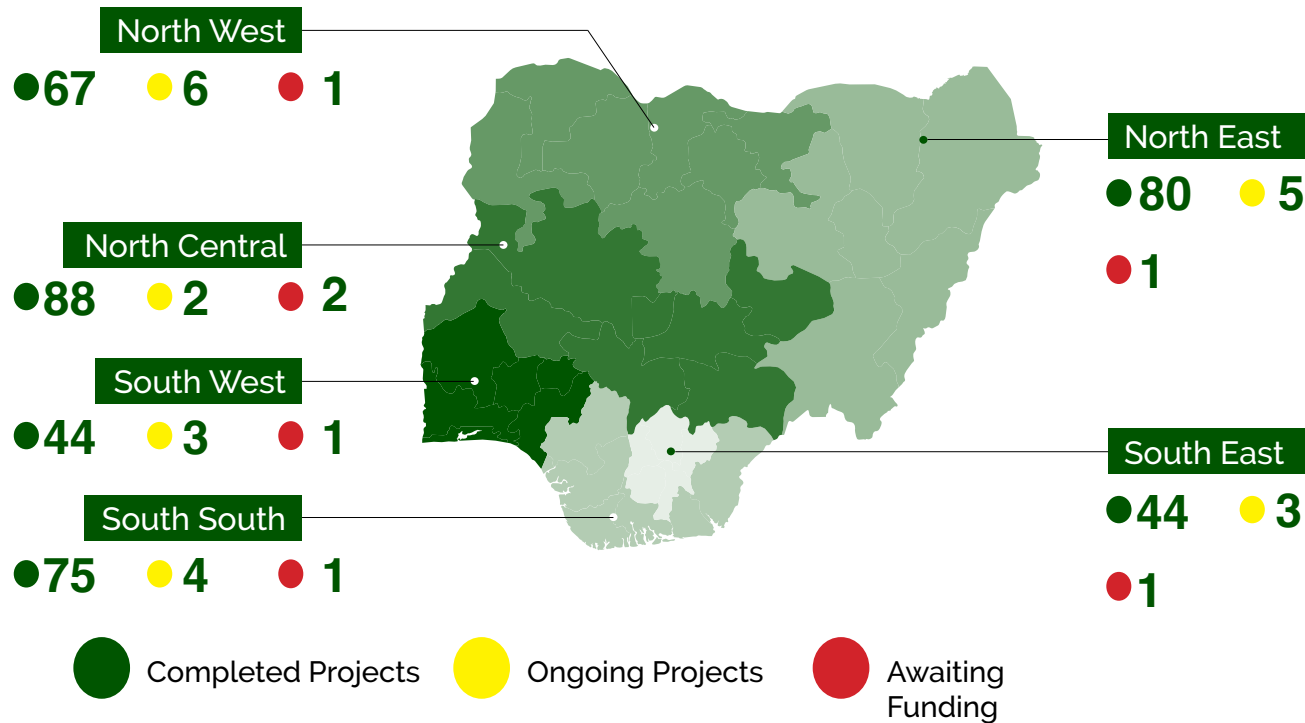 North West
67 6 1
North Central
88 2 2
South West
44 3 1
South South
75 4 1
North East
80 5
1
South East
44 3
1
Completed Projects
Ongoing Projects
Awaiting
Funding